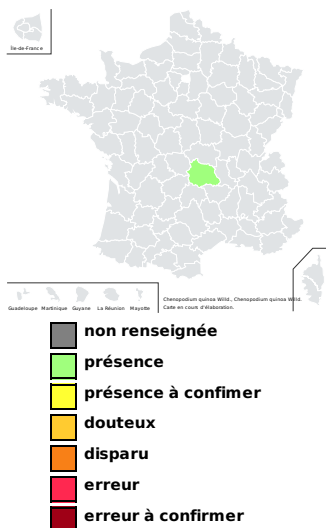 Île-de-France
Guadeloupe Martinique Guyane La Réunion Mayotte
Chenopodium quinoa Willd., Chenopodium quinoa Willd.
Carte en cours d'élaboration.
non renseignée
présence
présence à confimer
douteux
disparu
erreur
erreur à confirmer